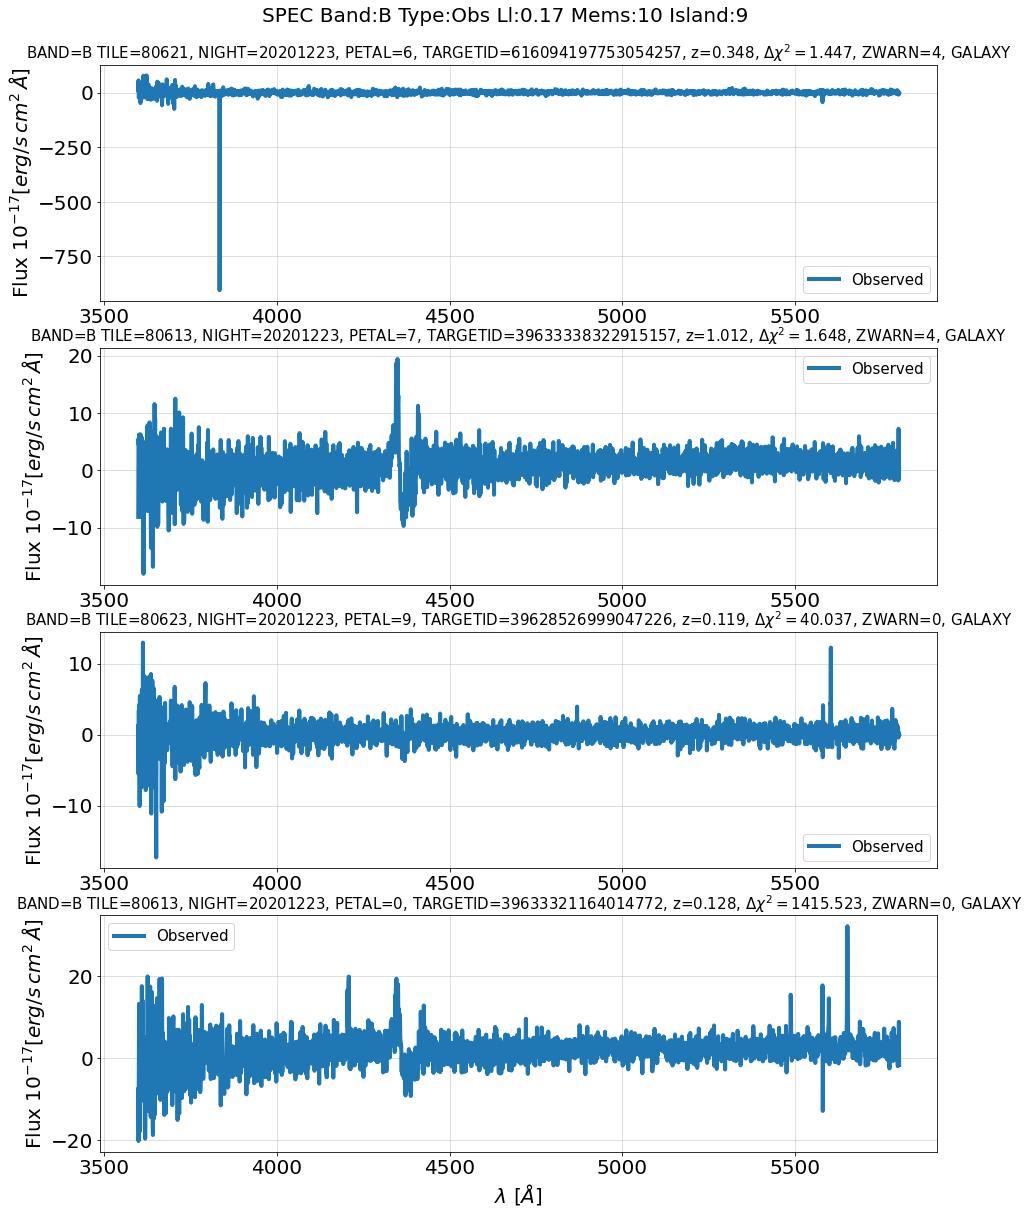 SPEC Band:B Type:Obs Ll:0.17 Mems:10 Island:9
BAND=B TILE=80621, NIGHT=20201223, PETAL=6, TARGETID=616094197753054257, z=0.348, Δχ² = 1.447, ZWARN=4, GALAXY
Flux 10⁻¹⁷[erg/s cm² Å]
0
−250
−500
−750
Observed
3500 4000 4500 5000 5500
BAND=B TILE=80613, NIGHT=20201223, PETAL=7, TARGETID=39633338322915157, z=1.012, Δχ² = 1.648, ZWARN=4, GALAXY
Flux 10⁻¹⁷[erg/s cm² Å]
20
10
0
−10
Observed
3500 4000 4500 5000 5500
BAND=B TILE=80623, NIGHT=20201223, PETAL=9, TARGETID=39628526999047226, z=0.119, Δχ² = 40.037, ZWARN=0, GALAXY
Flux 10⁻¹⁷[erg/s cm² Å]
10
0
−10
Observed
3500 4000 4500 5000 5500
BAND=B TILE=80613, NIGHT=20201223, PETAL=0, TARGETID=39633321164014772, z=0.128, Δχ² = 1415.523, ZWARN=0, GALAXY
Flux 10⁻¹⁷[erg/s cm² Å]
Observed
20
0
−20
3500 4000 4500 5000 5500
λ [Å]